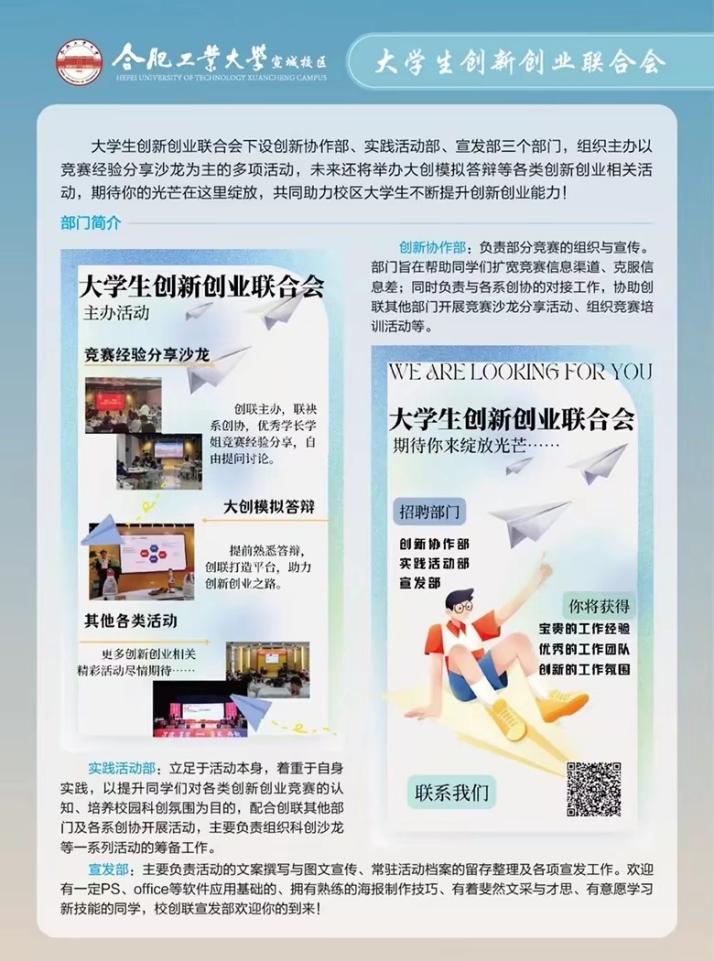 合肥工业大学宣城校区
HEFEI UNIVERSITY OF TECHNOLOGY XUANCHENG CAMPUS
大学生创新创业联合会
大学生创新创业联合会下设创新协作部、实践活动部、宣发部三个部门，组织主办以
竞赛经验分享沙龙为主的多项活动，未来还将举办大创模拟答辩等各类创新创业相关活
动，期待你的光芒在这里绽放，共同助力校区大学生不断提升创新创业能力！
部门简介
大学生创新创业联合会
主办活动
竞赛经验分享沙龙
创联主办，联袂
系创协，优秀学长学
姐竞赛经验分享，自
由提问讨论。
大创模拟答辩
提前熟悉答辩，
创联打造平台，助力
创新创业之路。
其他各类活动
更多创新创业相关
精彩活动尽情期待……
创新协作部：负责部分竞赛的组织与宣传。
部门旨在帮助同学们扩宽竞赛信息渠道、克服信
息差；同时负责与各系创协的对接工作，协助创
联其他部门开展竞赛沙龙分享活动、组织竞赛培
训活动等。
WE ARE LOOKING FOR YOU
大学生创新创业联合会
期待你来绽放光芒……
招聘部门
创新协作部
实践活动部
宣发部
你将获得
宝贵的工作经验
优秀的工作团队
创新的工作氛围
联系我们
实践活动部：立足于活动本身，着重于自身
实践，以提升同学们对各类创新创业竞赛的认
知、培养校园科创氛围为目的，配合创联其他部
门及各系创协开展活动，主要负责组织科创沙龙
等一系列活动的筹备工作。
宣发部：主要负责活动的文案撰写与图文宣传、常驻活动档案的留存整理及各项宣发工作。欢迎
有一定PS、office等软件应用基础的、拥有熟练的海报制作技巧、有着斐然文采与才思、有意愿学习
新技能的同学，校创联宣发部欢迎你的到来！